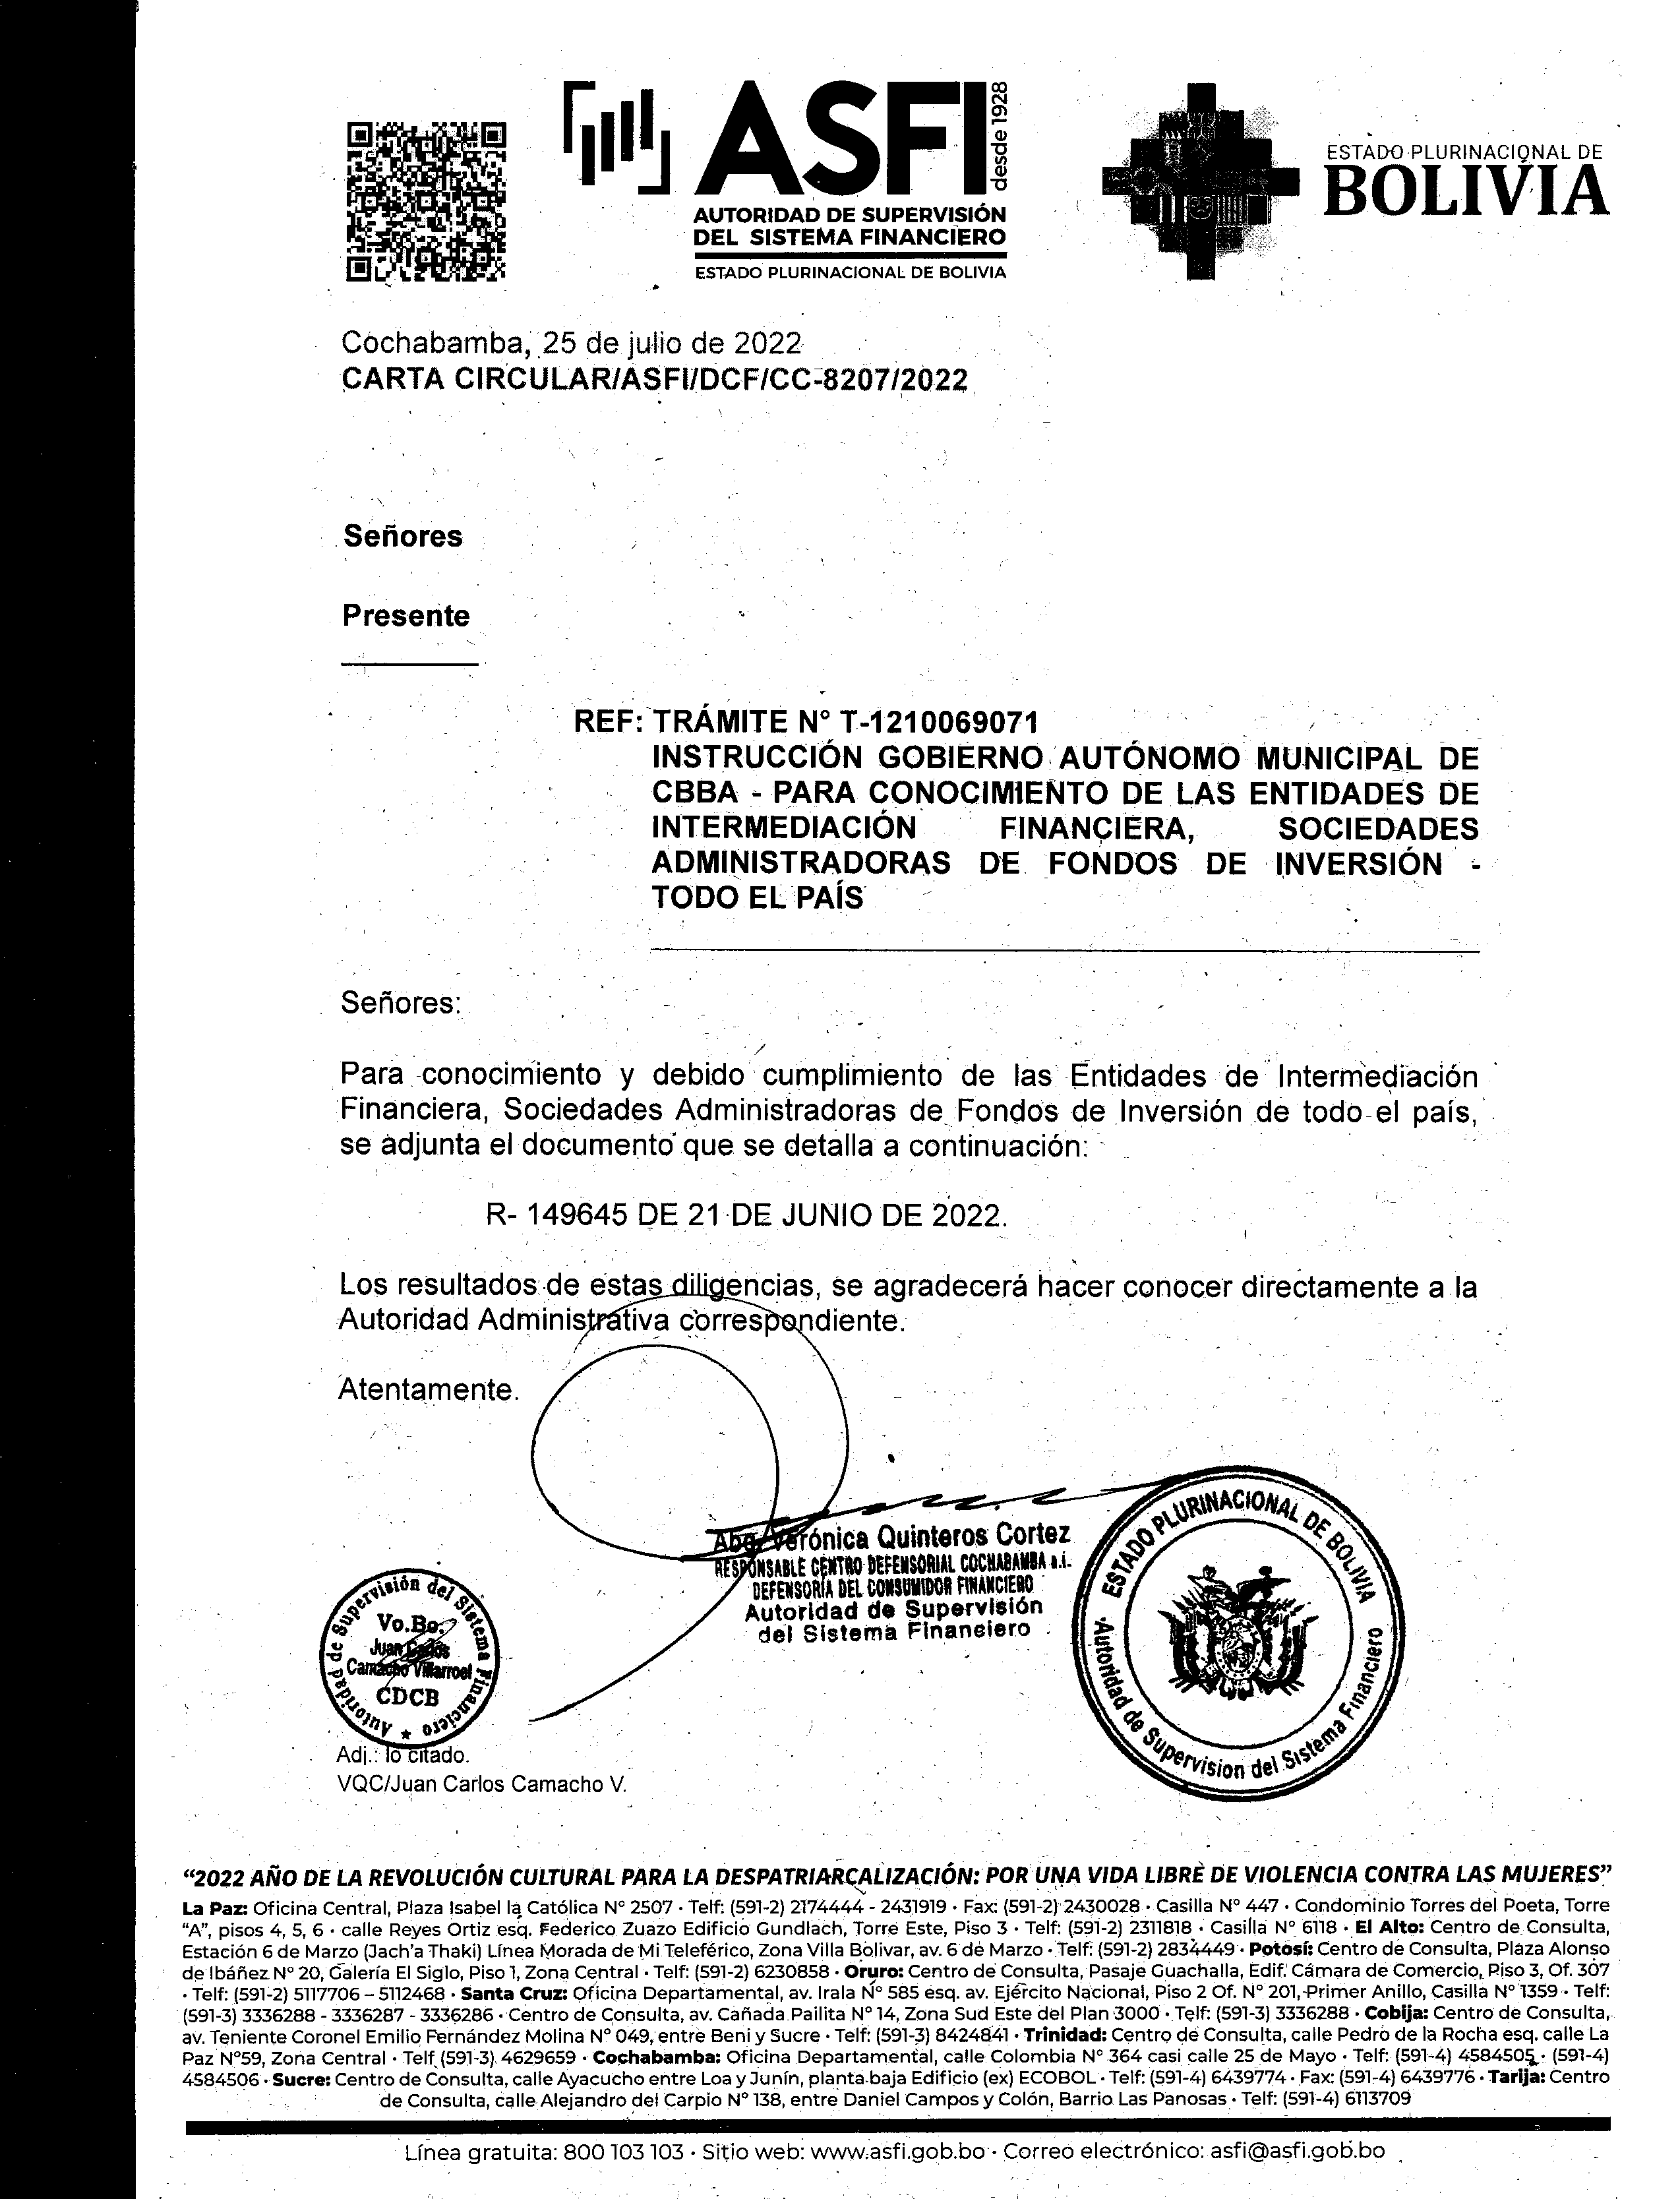 ASFI
desde 1928
AUTORIDAD DE SUPERVISIÓN
DEL SISTEMA FINANCIERO
ESTADO PLURINACIONAL DE BOLIVIA
ESTADO PLURINACIONAL DE
BOLIVIA
Cochabamba, 25 de julio de 2022
CARTA CIRCULAR/ASFI/DCF/CC-8207/2022
Señores
Presente
REF: TRÁMITE N° T-1210069071
INSTRUCCIÓN GOBIERNO AUTÓNOMO MUNICIPAL DE
CBBA - PARA CONOCIMIENTO DE LAS ENTIDADES DE
INTERMEDIACIÓN FINANCIERA, SOCIEDADES
ADMINISTRADORAS DE FONDOS DE INVERSIÓN -
TODO EL PAÍS
Señores:
Para conocimiento y debido cumplimiento de las Entidades de Intermediación
Financiera, Sociedades Administradoras de Fondos de Inversión de todo el país,
se adjunta el documento que se detalla a continuación:
R- 149645 DE 21 DE JUNIO DE 2022.
Los resultados de estas diligencias, se agradecerá hacer conocer directamente a la
Autoridad Administrativa correspondiente.
Atentamente.
Abg. Verónica Quinteros Cortez
RESPONSABLE CENTRO DEFENSORIAL COCHABAMBA a.i.
DEFENSORÍA DEL CONSUMIDOR FINANCIERO
Autoridad de Supervisión
del Sistema Financiero
ESTADO PLURINACIONAL DE BOLIVIA
Autoridad de Supervision del Sistema Financiero
Autoridad de Supervisión del Sistema Financiero
Vo.Bo.
Juan Carlos
Camacho Villarroel
CDCB
Adj.: lo citado.
VQC/Juan Carlos Camacho V.
“2022 AÑO DE LA REVOLUCIÓN CULTURAL PARA LA DESPATRIARCALIZACIÓN: POR UNA VIDA LIBRE DE VIOLENCIA CONTRA LAS MUJERES”
La Paz: Oficina Central, Plaza Isabel la Católica N° 2507 · Telf: (591-2) 2174444 - 2431919 · Fax: (591-2) 2430028 · Casilla N° 447 · Condominio Torres del Poeta, Torre
“A”, pisos 4, 5, 6 · calle Reyes Ortiz esq. Federico Zuazo Edificio Gundlach, Torre Este, Piso 3 · Telf: (591-2) 2311818 · Casilla N° 6118 · El Alto: Centro de Consulta,
Estación 6 de Marzo (Jach’a Thaki) Línea Morada de Mi Teleférico, Zona Villa Bolivar, av. 6 de Marzo · Telf: (591-2) 2834449 · Potosí: Centro de Consulta, Plaza Alonso
de Ibáñez N° 20, Galería El Siglo, Piso 1, Zona Central · Telf: (591-2) 6230858 · Oruro: Centro de Consulta, Pasaje Guachalla, Edif. Cámara de Comercio, Piso 3, Of. 307
· Telf: (591-2) 5117706 – 5112468 · Santa Cruz: Oficina Departamental, av. Irala N° 585 esq. av. Ejército Nacional, Piso 2 Of. N° 201, Primer Anillo, Casilla N° 1359 · Telf:
(591-3) 3336288 - 3336287 - 3336286 · Centro de Consulta, av. Cañada Pailita N° 14, Zona Sud Este del Plan 3000 · Telf: (591-3) 3336288 · Cobija: Centro de Consulta,
av. Teniente Coronel Emilio Fernández Molina N° 049, entre Beni y Sucre · Telf: (591-3) 8424841 · Trinidad: Centro de Consulta, calle Pedro de la Rocha esq. calle La
Paz N°59, Zona Central · Telf (591-3) 4629659 · Cochabamba: Oficina Departamental, calle Colombia N° 364 casi calle 25 de Mayo · Telf: (591-4) 4584505 · (591-4)
4584506 · Sucre: Centro de Consulta, calle Ayacucho entre Loa y Junín, planta baja Edificio (ex) ECOBOL · Telf: (591-4) 6439774 · Fax: (591-4) 6439776 · Tarija: Centro
de Consulta, calle Alejandro del Carpio N° 138, entre Daniel Campos y Colón, Barrio Las Panosas · Telf: (591-4) 6113709
Línea gratuita: 800 103 103 · Sitio web: www.asfi.gob.bo · Correo electrónico: asfi@asfi.gob.bo